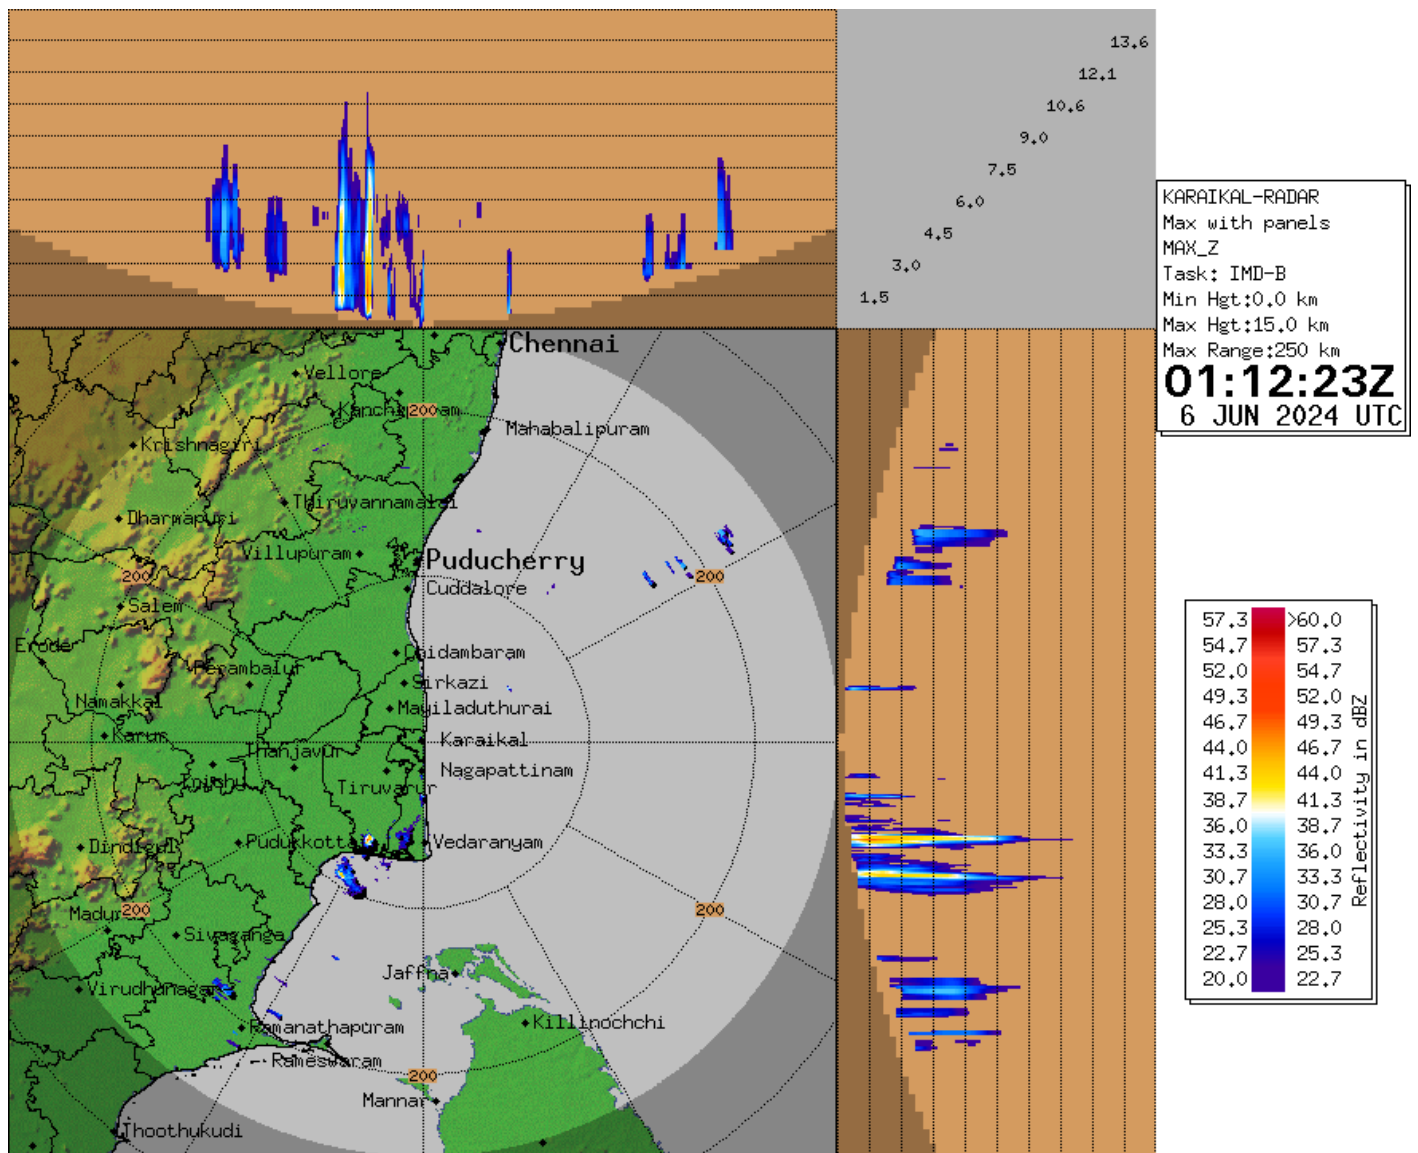 13.6
12.1
10.6
9.0
7.5
6.0
4.5
3.0
1.5
KARAIKAL-RADAR
Max with panels
MAX_Z
Task: IMD-B
Min Hgt:0.0 km
Max Hgt:15.0 km
Max Range:250 km
01:12:23Z
6 JUN 2024 UTC
Chennai
Vellore
200
Mahabalipuram
Krishnagiri
Thiruvannamalai
Dharmapuri
Villupuram
Puducherry
200
200
Cuddalore
Salem
Erode
Chidambaram
Perambalur
Sirkazi
Namakkal
Mayiladuthurai
Karur
Karaikal
Thanjavur
Nagapattinam
Tiruvarur
Dindigul
Vedaranyam
200
200
Sivaganga
Jaffna
Virudhunagar
Killinochchi
Ramanathapuram
Rameswaram
200
Mannar
Thoothukudi
57.3 >60.0
54.7 57.3
52.0 54.7
49.3 52.0
46.7 49.3
44.0 46.7
41.3 44.0
38.7 41.3
36.0 38.7
33.3 36.0
30.7 33.3
28.0 30.7
25.3 28.0
22.7 25.3
20.0 22.7
Reflectivity in dBZ